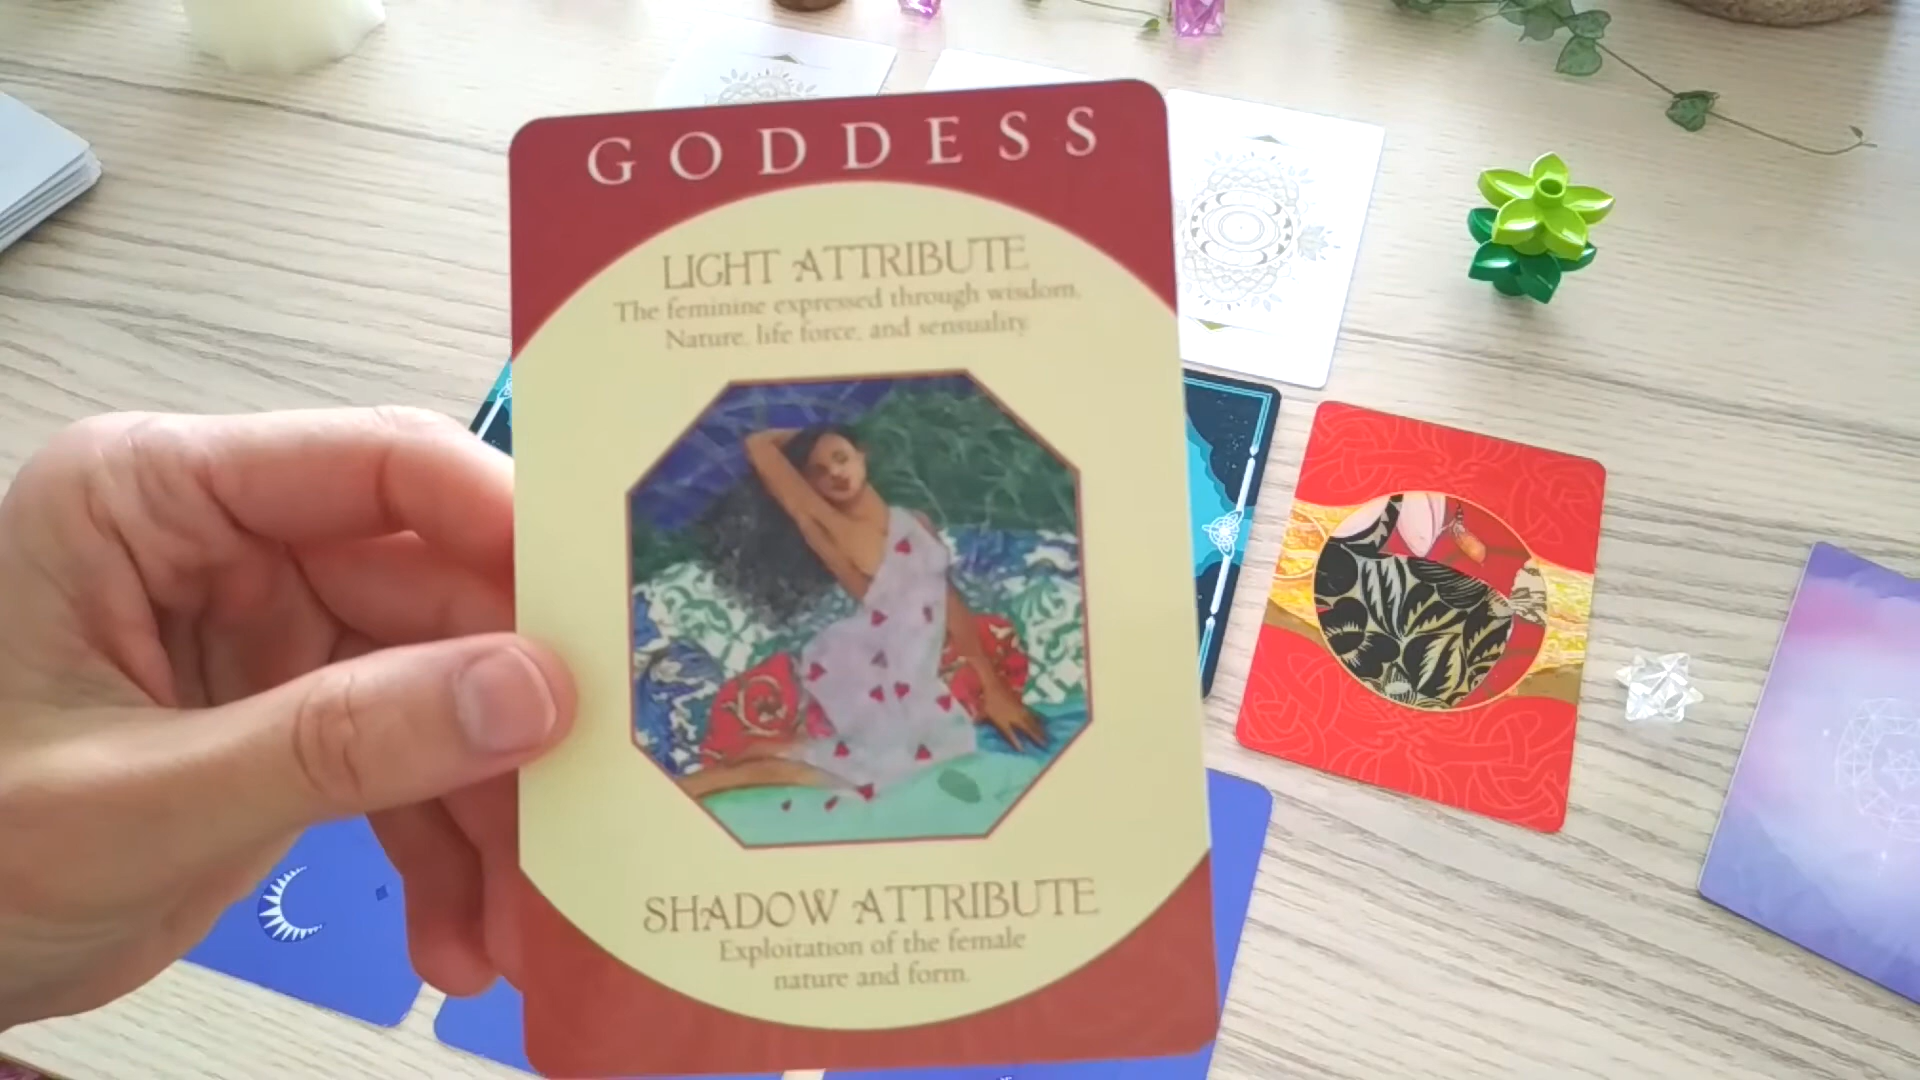 GODDESS
LIGHT ATTRIBUTE
The feminine expressed through wisdom,
Nature, life force, and sensuality.
SHADOW ATTRIBUTE
Exploitation of the female
nature and form.